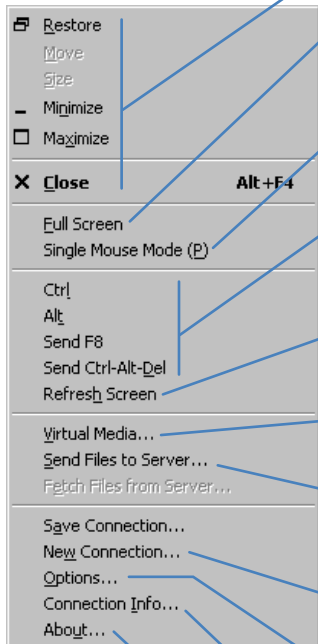 Restore
Move
Size
Minimize
Maximize
Close Alt+F4
Full Screen
Single Mouse Mode (P)
Ctrl
Alt
Send F8
Send Ctrl-Alt-Del
Refresh Screen
Virtual Media...
Send Files to Server...
Fetch Files from Server...
Save Connection...
New Connection...
Options...
Connection Info...
About...